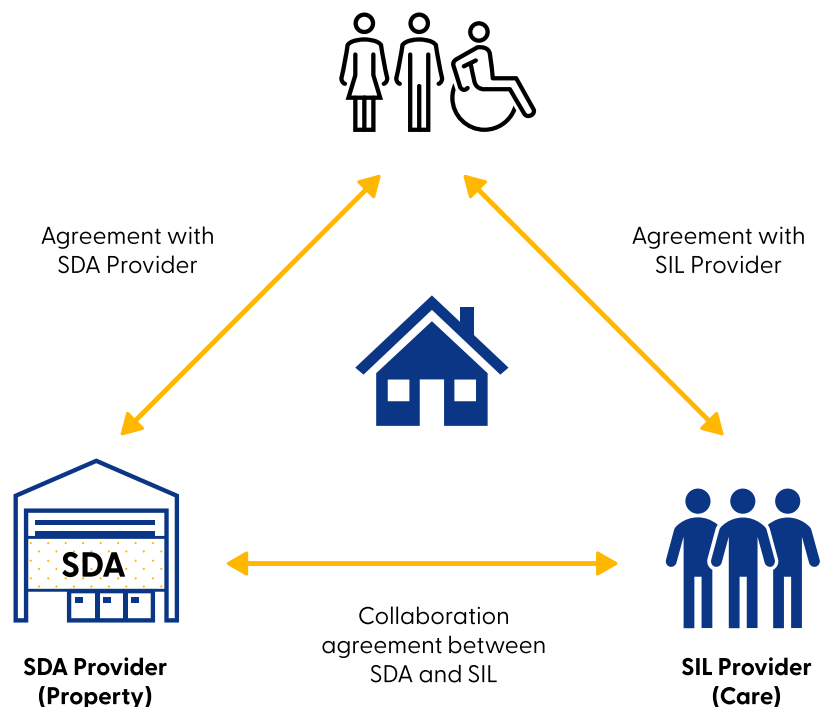 Agreement with
SDA Provider
Agreement with
SIL Provider
SDA
Collaboration
agreement between
SDA and SIL
SDA Provider
(Property)
SIL Provider
(Care)